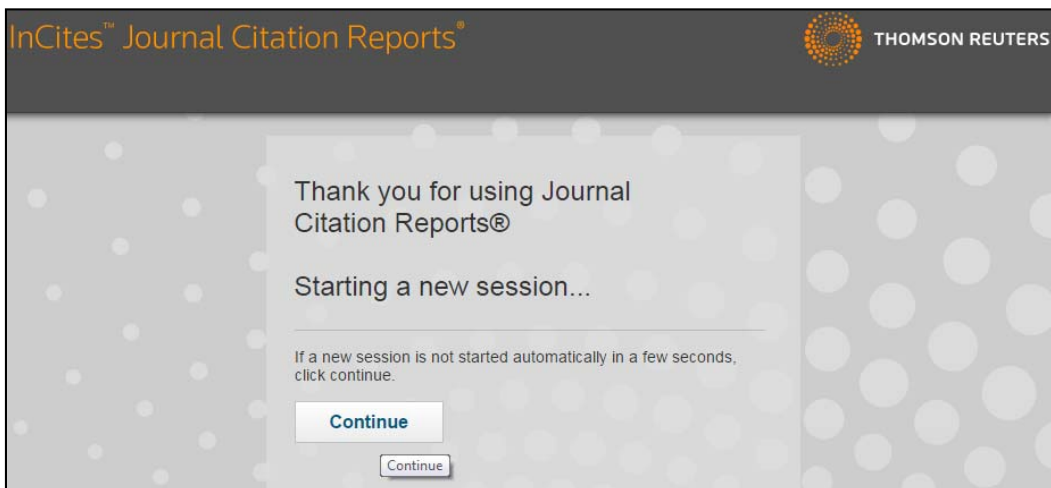 InCites™ Journal Citation Reports®
THOMSON REUTERS
Thank you for using Journal
Citation Reports®
Starting a new session...
If a new session is not started automatically in a few seconds,
click continue.
Continue
Continue